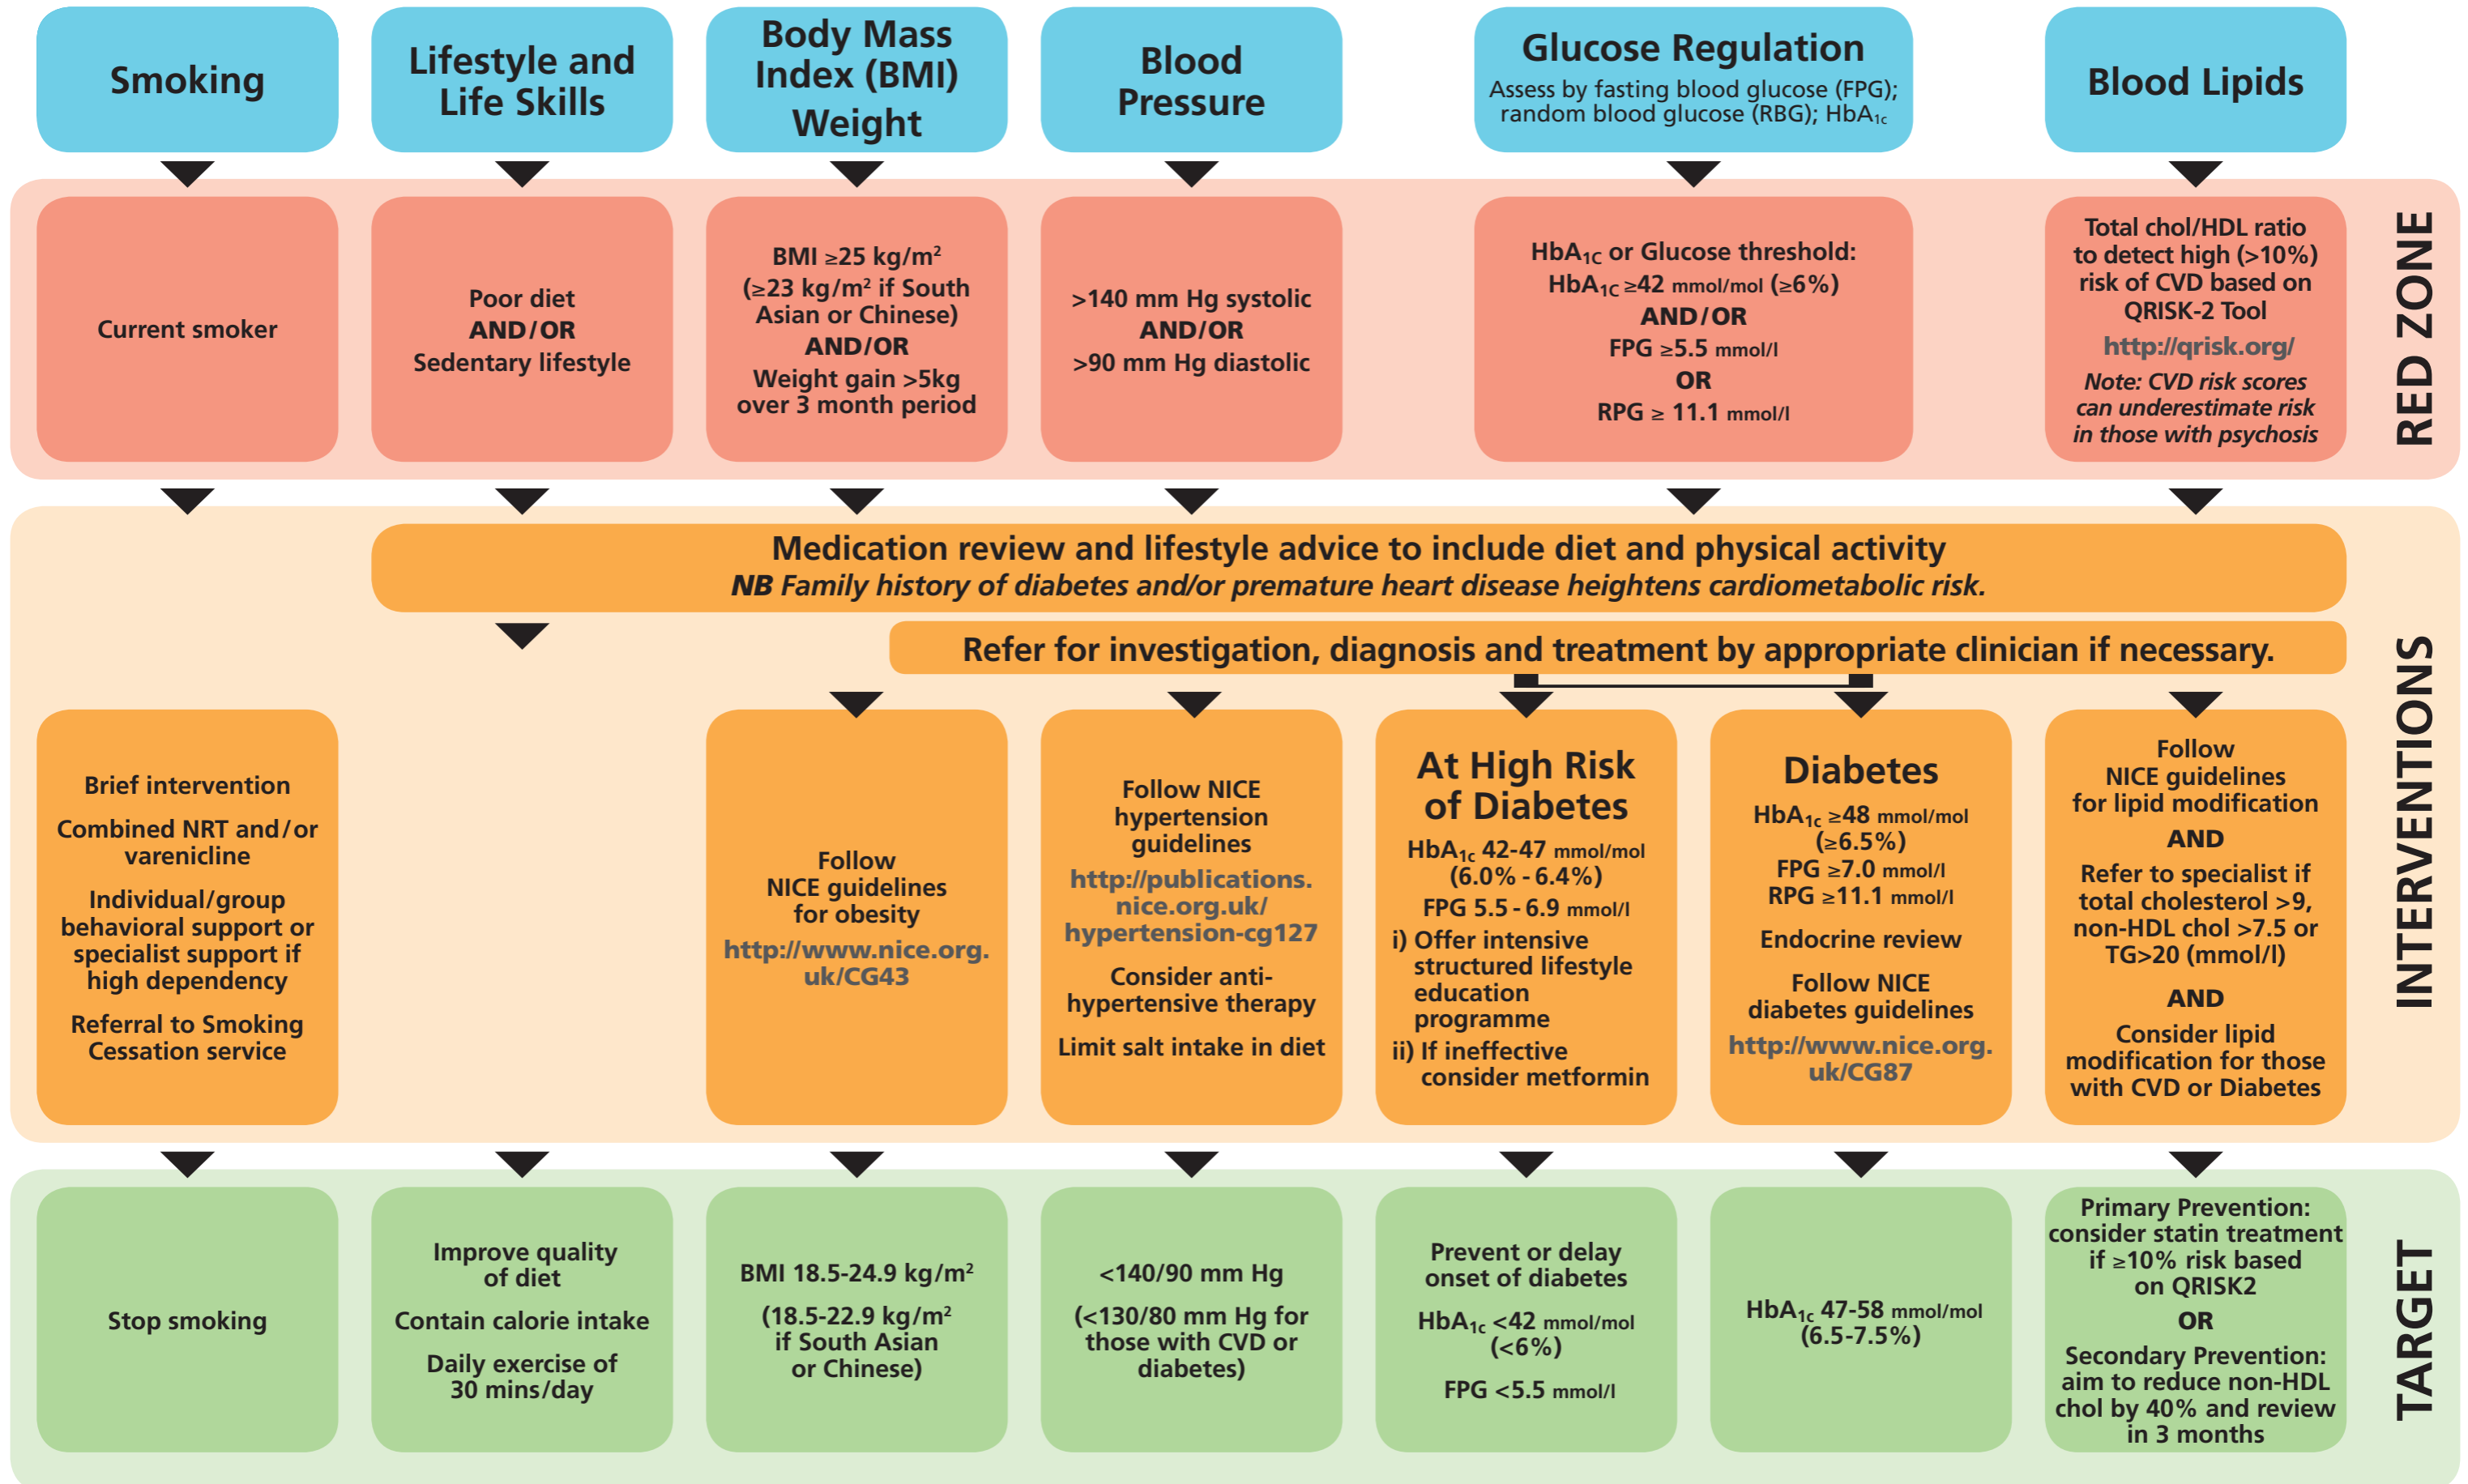 Smoking
Lifestyle and
Life Skills
Body Mass
Index (BMI)
Weight
Blood
Pressure
Glucose Regulation
Assess by fasting blood glucose (FPG);
random blood glucose (RBG); HbA1c
Blood Lipids
RED ZONE
Current smoker
Poor diet
AND/OR
Sedentary lifestyle
BMI ≥25 kg/m²
(≥23 kg/m² if South
Asian or Chinese)
AND/OR
Weight gain >5kg
over 3 month period
>140 mm Hg systolic
AND/OR
>90 mm Hg diastolic
HbA1C or Glucose threshold:
HbA1C ≥42 mmol/mol (≥6%)
AND/OR
FPG ≥5.5 mmol/l
OR
RPG ≥ 11.1 mmol/l
Total chol/HDL ratio
to detect high (>10%)
risk of CVD based on
QRISK-2 Tool
http://qrisk.org/
Note: CVD risk scores
can underestimate risk
in those with psychosis
INTERVENTIONS
Medication review and lifestyle advice to include diet and physical activity
NB Family history of diabetes and/or premature heart disease heightens cardiometabolic risk.
Refer for investigation, diagnosis and treatment by appropriate clinician if necessary.
Brief intervention
Combined NRT and/or
varenicline
Individual/group
behavioral support or
specialist support if
high dependency
Referral to Smoking
Cessation service
Follow
NICE guidelines
for obesity
http://www.nice.org.
uk/CG43
Follow NICE
hypertension
guidelines
http://publications.
nice.org.uk/
hypertension-cg127
Consider anti-
hypertensive therapy
Limit salt intake in diet
At High Risk
of Diabetes
HbA1c 42-47 mmol/mol
(6.0% - 6.4%)
FPG 5.5 - 6.9 mmol/l
i) Offer intensive
structured lifestyle
education
programme
ii) If ineffective
consider metformin
Diabetes
HbA1c ≥48 mmol/mol
(≥6.5%)
FPG ≥7.0 mmol/l
RPG ≥11.1 mmol/l
Endocrine review
Follow NICE
diabetes guidelines
http://www.nice.org.
uk/CG87
Follow
NICE guidelines
for lipid modification
AND
Refer to specialist if
total cholesterol >9,
non-HDL chol >7.5 or
TG>20 (mmol/l)
AND
Consider lipid
modification for those
with CVD or Diabetes
TARGET
Stop smoking
Improve quality
of diet
Contain calorie intake
Daily exercise of
30 mins/day
BMI 18.5-24.9 kg/m²
(18.5-22.9 kg/m²
if South Asian
or Chinese)
<140/90 mm Hg
(<130/80 mm Hg for
those with CVD or
diabetes)
Prevent or delay
onset of diabetes
HbA1c <42 mmol/mol
(<6%)
FPG <5.5 mmol/l
HbA1c 47-58 mmol/mol
(6.5-7.5%)
Primary Prevention:
consider statin treatment
if ≥10% risk based
on QRISK2
OR
Secondary Prevention:
aim to reduce non-HDL
chol by 40% and review
in 3 months